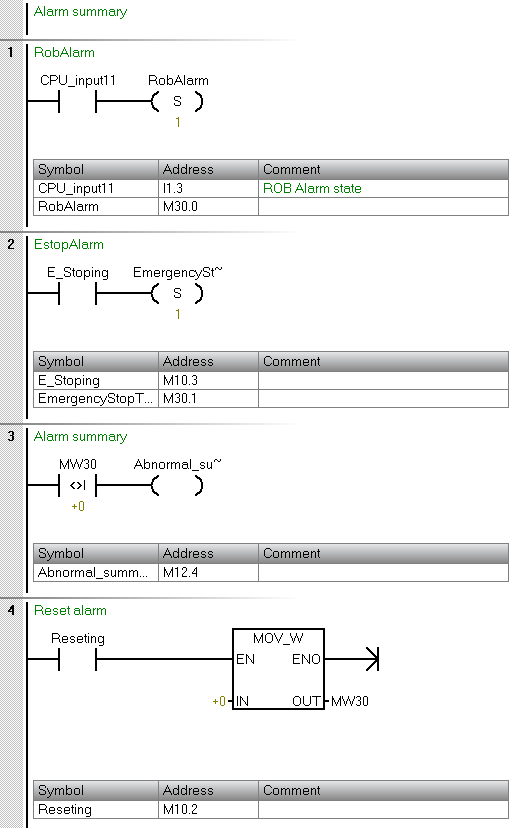 Alarm summary
1 RobAlarm
CPU_input11 RobAlarm
S
1
Symbol Address Comment
CPU_input11 I1.3 ROB Alarm state
RobAlarm M30.0
2 EstopAlarm
E_Stoping EmergencySt~
S
1
Symbol Address Comment
E_Stoping M10.3
EmergencyStopT... M30.1
3 Alarm summary
MW30 Abnormal_su~
<>I
+0
Symbol Address Comment
Abnormal_summ... M12.4
4 Reset alarm
Reseting MOV_W
EN ENO
+0 IN OUT MW30
Symbol Address Comment
Reseting M10.2